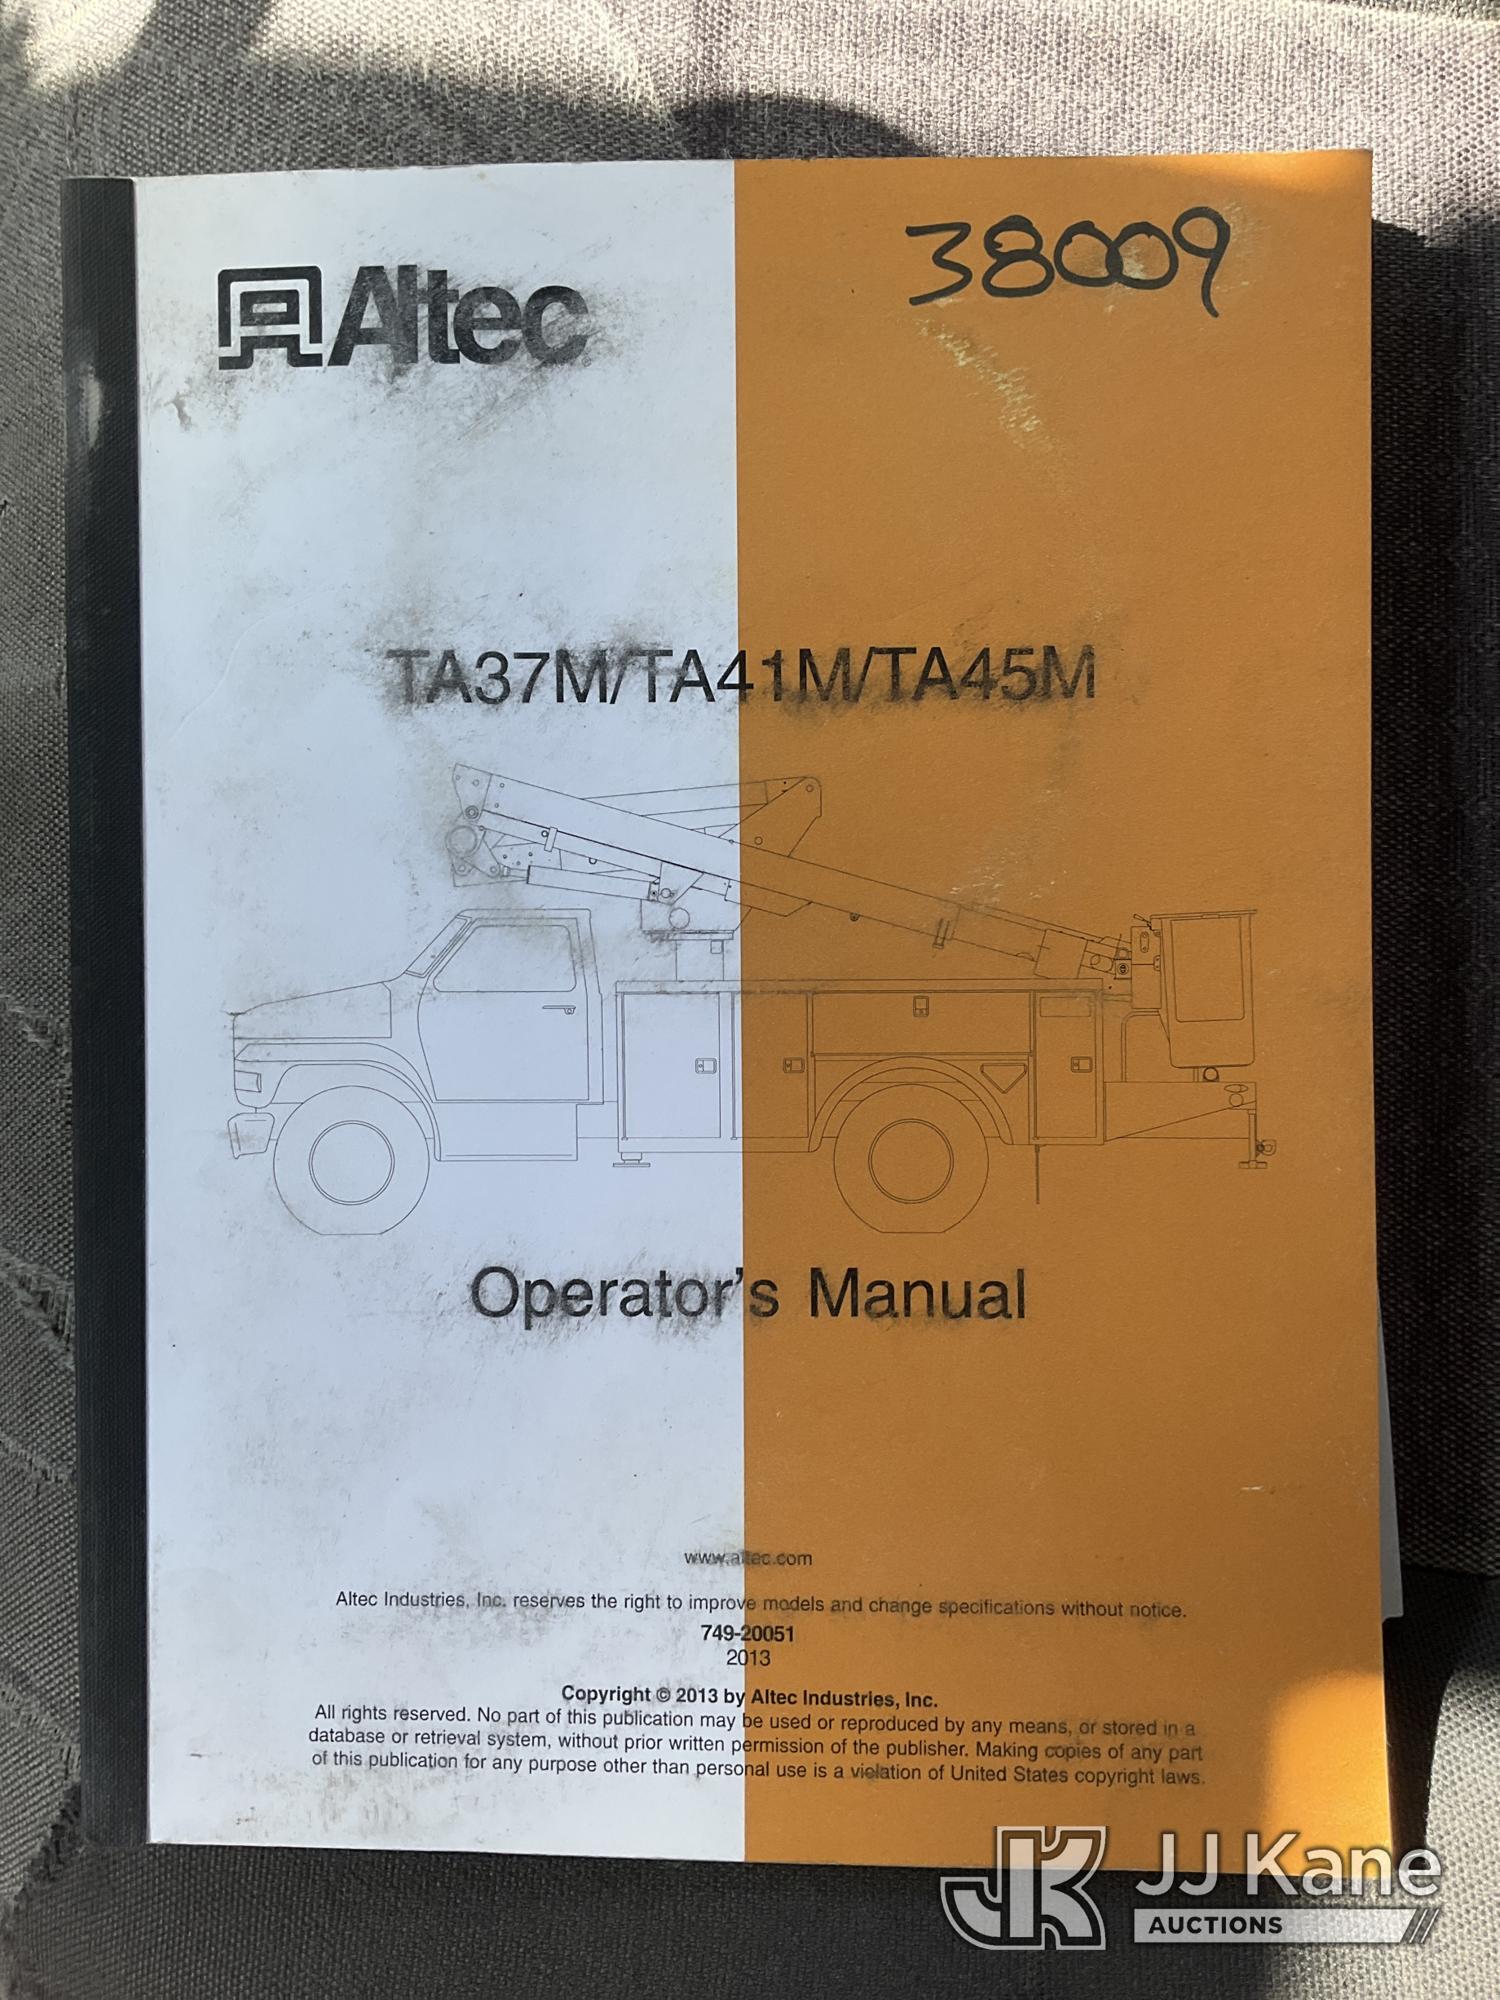 38009
Altec
TA37M/TA41M/TA45M
Operator's Manual
www.altec.com
Altec Industries, Inc. reserves the right to improve models and change specifications without notice.
749-20051
2013
Copyright © 2013 by Altec Industries, Inc.
All rights reserved. No part of this publication may be used or reproduced by any means, or stored in a
database or retrieval system, without prior written permission of the publisher. Making copies of any part
of this publication for any purpose other than personal use is a violation of United States copyright laws.
JK JJ Kane
AUCTIONS